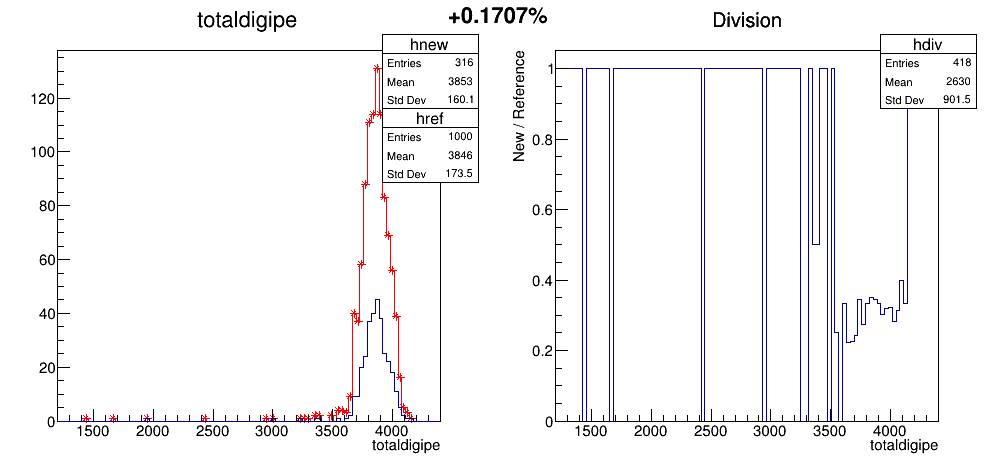 totaldigipe
+0.1707%
Division
hnew
Entries 316
Mean 3853
Std Dev 160.1
href
Entries 1000
Mean 3846
Std Dev 173.5
120
100
80
60
40
20
0
1500 2000 2500 3000 3500 4000
totaldigipe
hdiv
Entries 418
Mean 2630
Std Dev 901.5
New / Reference
1
0.8
0.6
0.4
0.2
0
1500 2000 2500 3000 3500 4000
totaldigipe